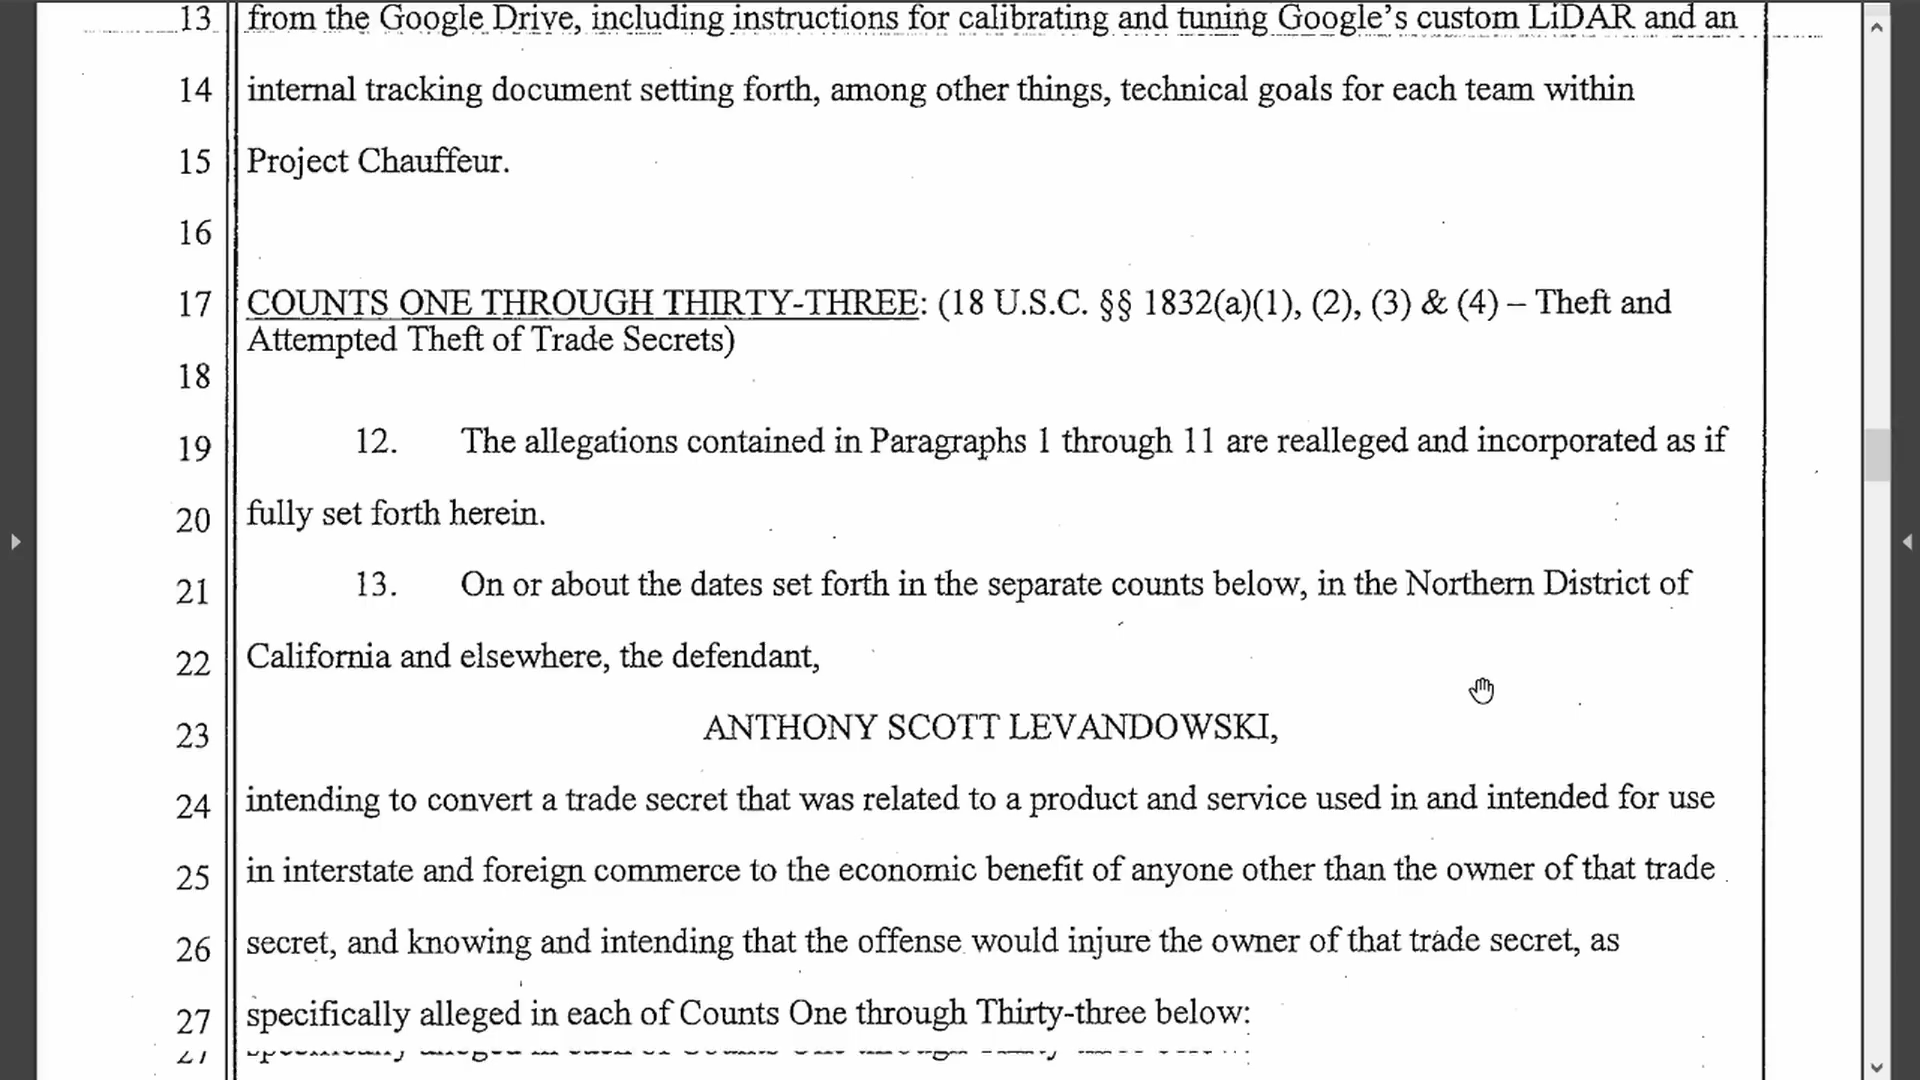 13 from the Google Drive, including instructions for calibrating and tuning Google's custom LiDAR and an
14 internal tracking document setting forth, among other things, technical goals for each team within
15 Project Chauffeur.
16
17 COUNTS ONE THROUGH THIRTY-THREE: (18 U.S.C. §§ 1832(a)(1), (2), (3) & (4) – Theft and
Attempted Theft of Trade Secrets)
18
19 12. The allegations contained in Paragraphs 1 through 11 are realleged and incorporated as if
20 fully set forth herein.
21 13. On or about the dates set forth in the separate counts below, in the Northern District of
22 California and elsewhere, the defendant,
23 ANTHONY SCOTT LEVANDOWSKI,
24 intending to convert a trade secret that was related to a product and service used in and intended for use
25 in interstate and foreign commerce to the economic benefit of anyone other than the owner of that trade
26 secret, and knowing and intending that the offense would injure the owner of that trade secret, as
27 specifically alleged in each of Counts One through Thirty-three below: